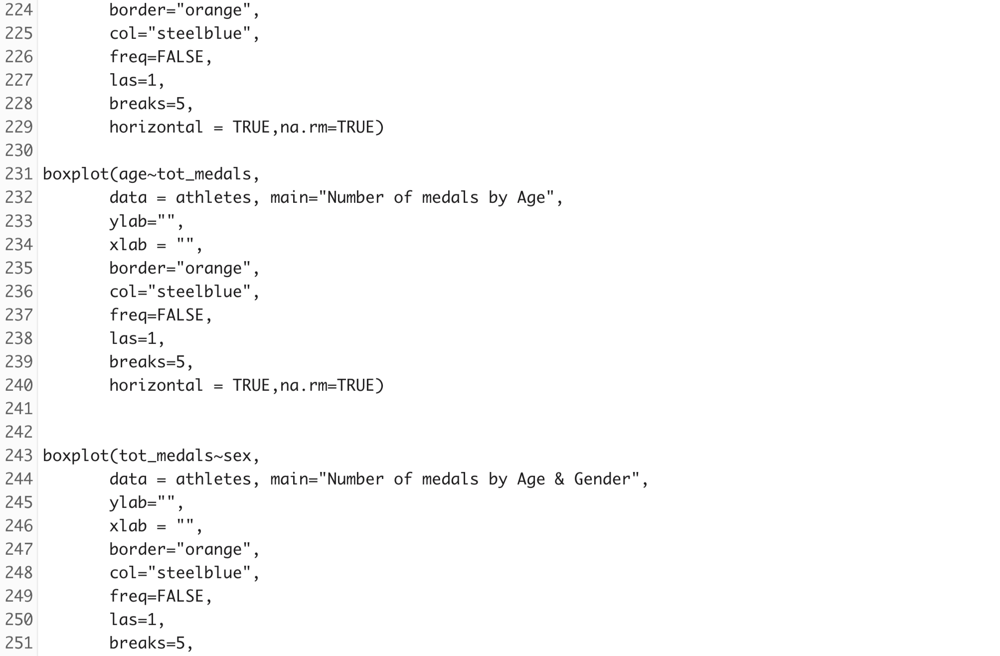 224 border="orange",
225 col="steelblue",
226 freq=FALSE,
227 las=1,
228 breaks=5,
229 horizontal = TRUE,na.rm=TRUE)
230
231 boxplot(age~tot_medals,
232 data = athletes, main="Number of medals by Age",
233 ylab="",
234 xlab = "",
235 border="orange",
236 col="steelblue",
237 freq=FALSE,
238 las=1,
239 breaks=5,
240 horizontal = TRUE,na.rm=TRUE)
241
242
243 boxplot(tot_medals~sex,
244 data = athletes, main="Number of medals by Age & Gender",
245 ylab="",
246 xlab = "",
247 border="orange",
248 col="steelblue",
249 freq=FALSE,
250 las=1,
251 breaks=5,